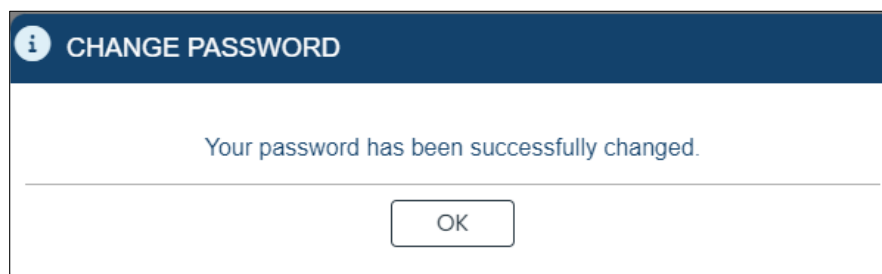 CHANGE PASSWORD
Your password has been successfully changed.
OK